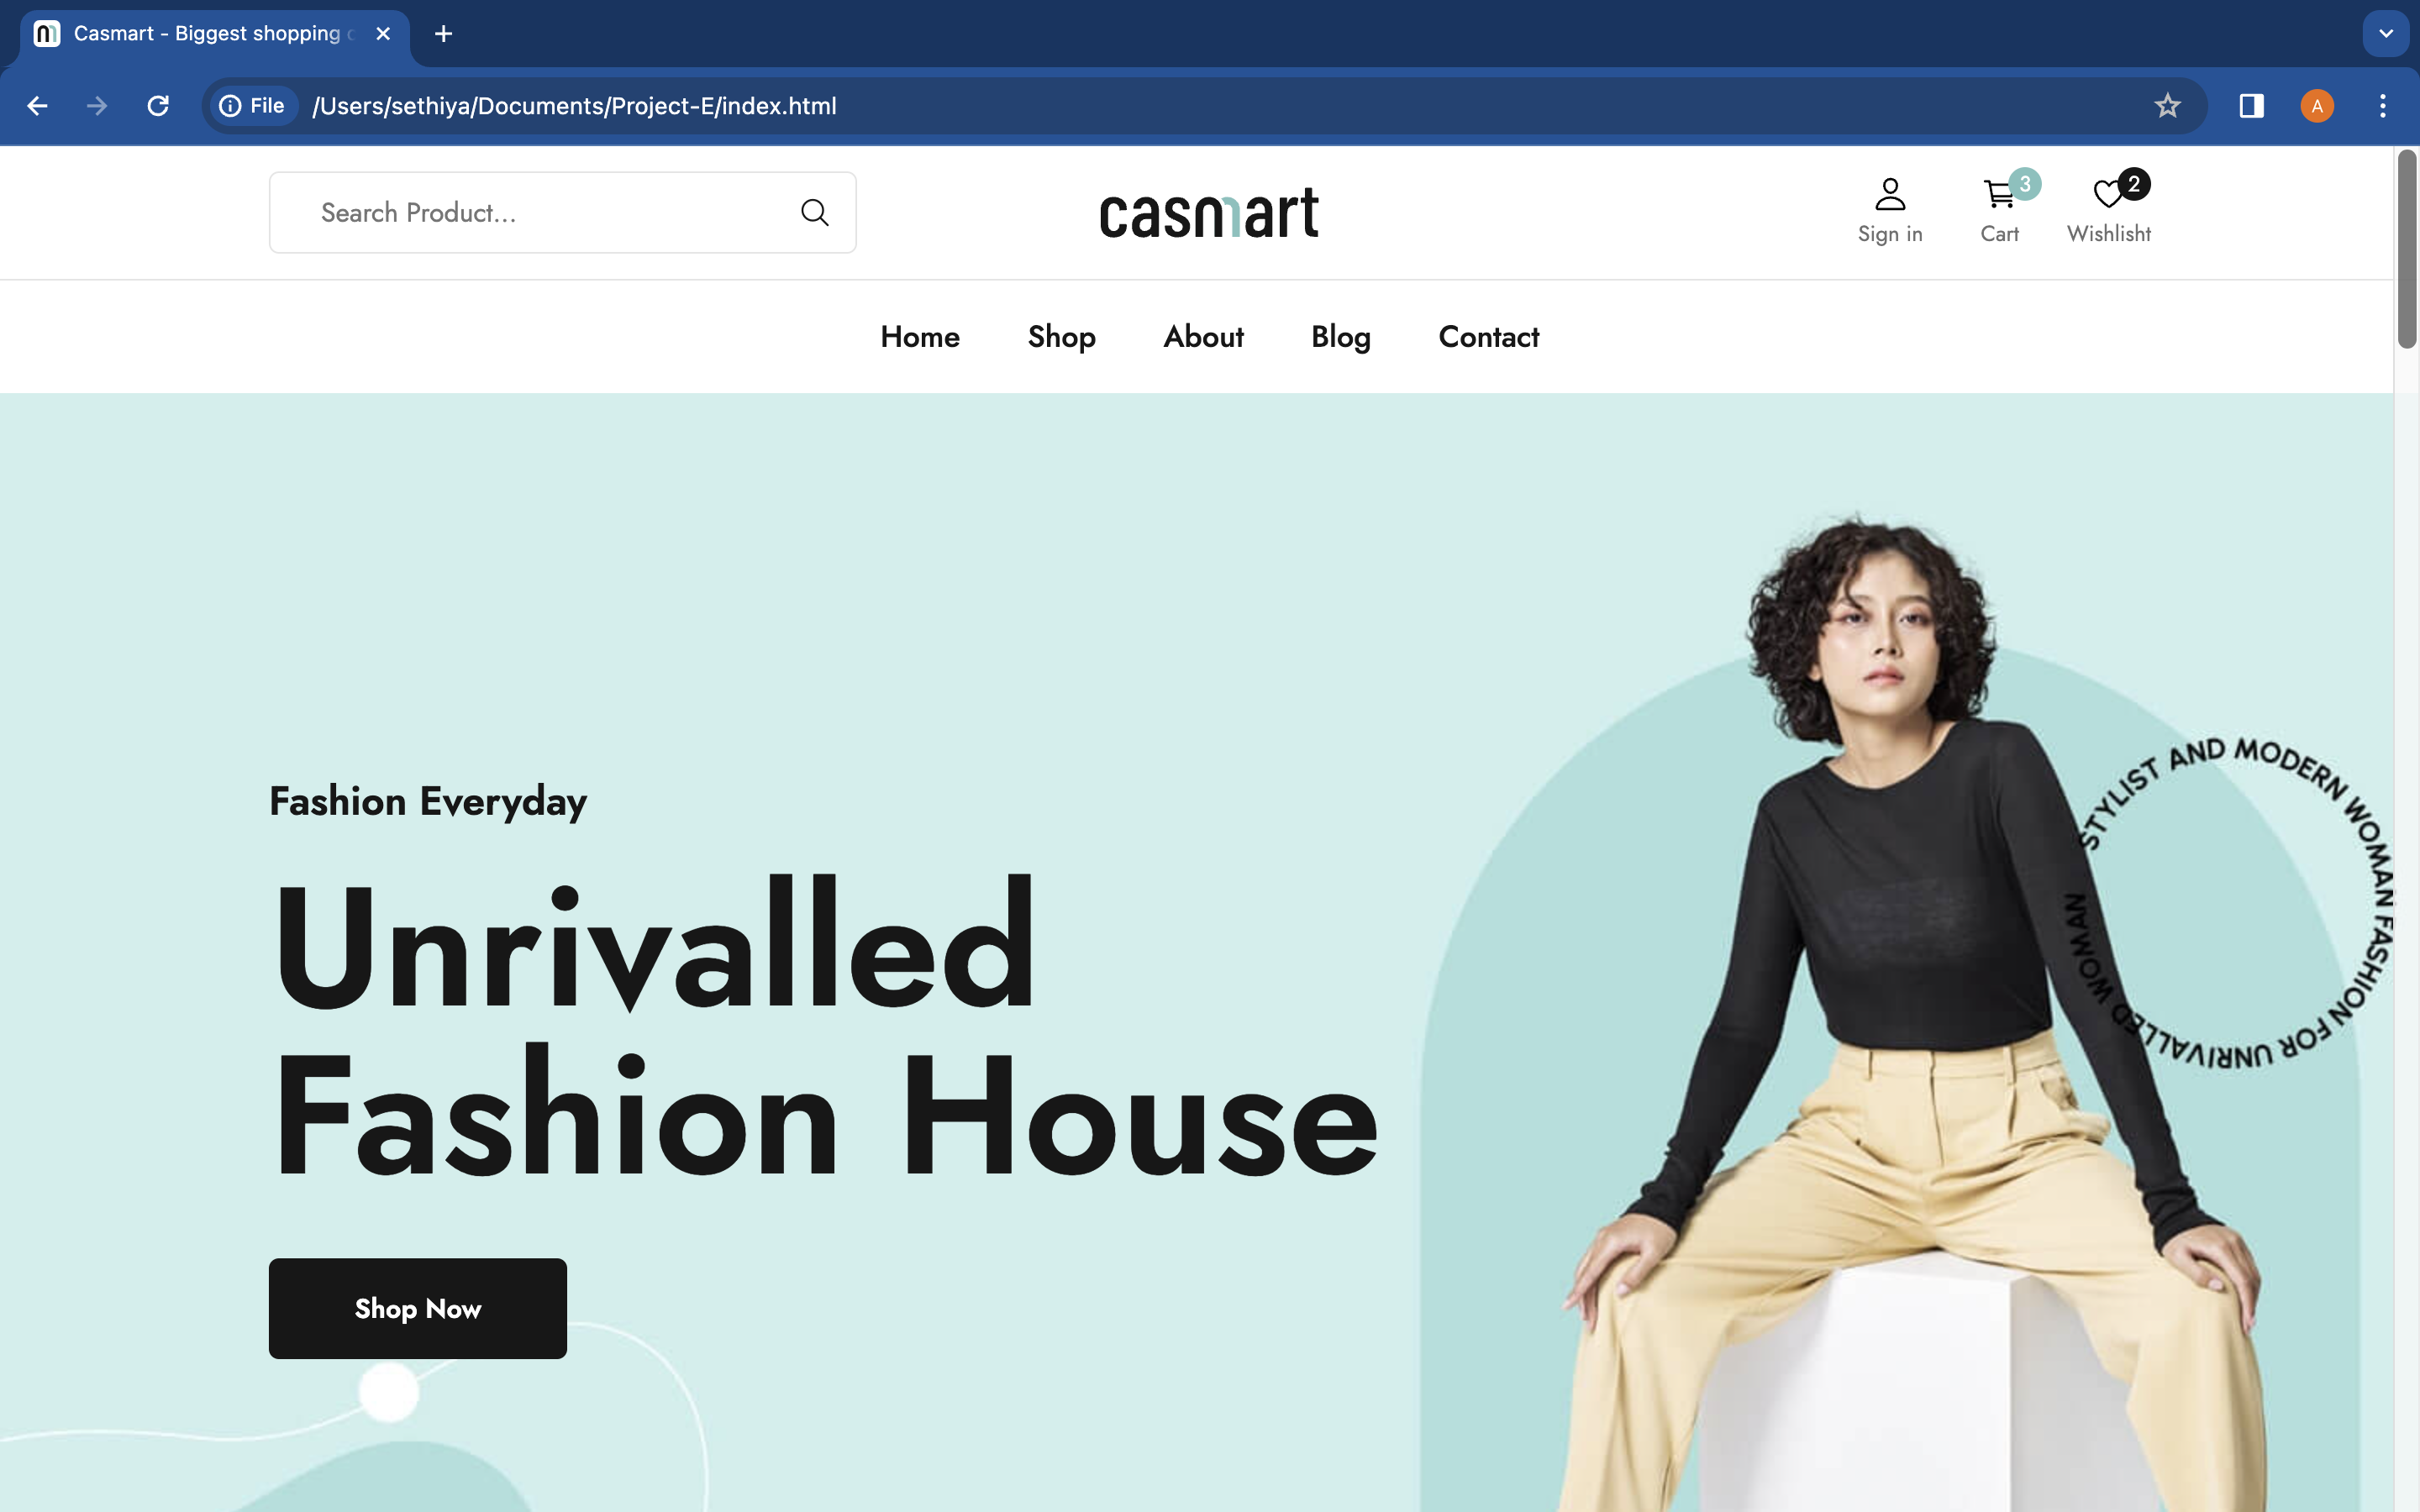 Casmart - Biggest shopping
File
/Users/sethiya/Documents/Project-E/index.html
A
Search Product...
casmart
3
2
Sign in
Cart
Wishlisht
Home
Shop
About
Blog
Contact
Fashion Everyday
Unrivalled
Fashion House
Shop Now
STYLIST AND MODERN WOMAN FASHION FOR UNRIVALLED WOMAN